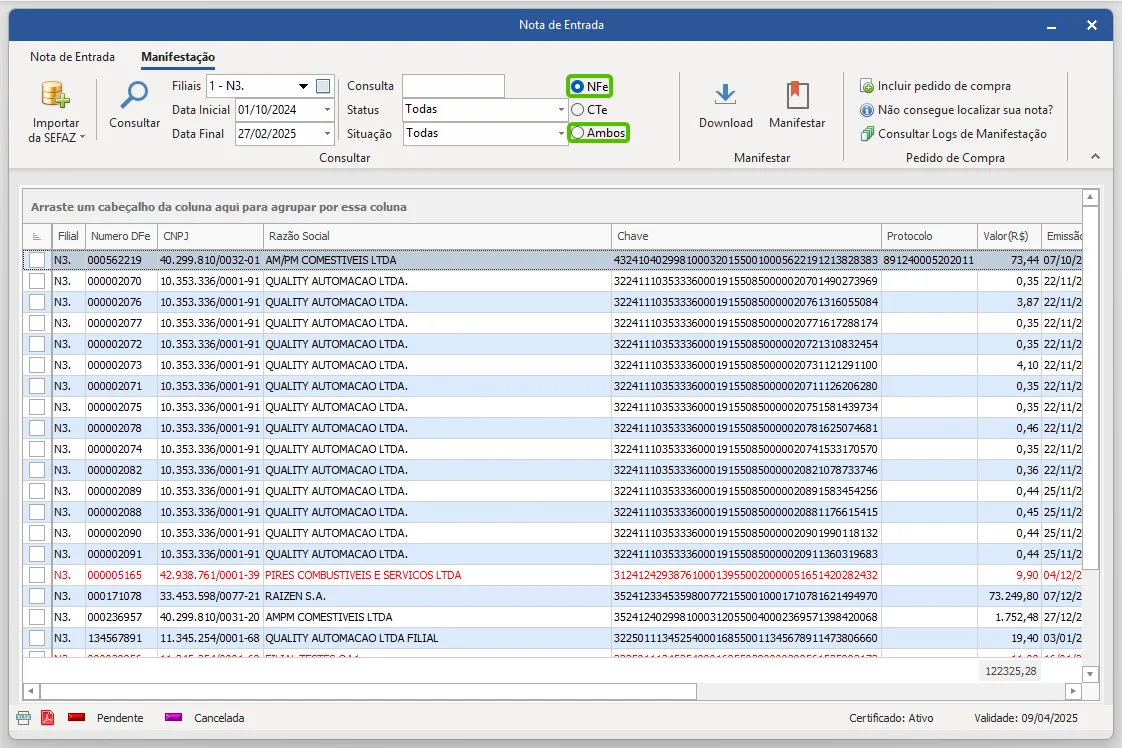 Nota de Entrada
Nota de Entrada Manifestação
Importar da SEFAZ
Consultar
Filiais 1 - N3.
Data Inicial 01/10/2024
Data Final 27/02/2025
Consulta
Status Todas
Situação Todas
NFe
CTe
Ambos
Consultar
Download
Manifestar
Manifestar
Incluir pedido de compra
Não consegue localizar sua nota?
Consultar Logs de Manifestação
Pedido de Compra
Arraste um cabeçalho da coluna aqui para agrupar por essa coluna
Filial Numero DFe CNPJ Razão Social Chave Protocolo Valor(R$) Emissão
N3. 000562219 40.299.810/0032-01 AM/PM COMESTIVEIS LTDA 43241040299810003201550010005622191213828383 891240005202011 73,44 07/10/2
N3. 000002070 10.353.336/0001-91 QUALITY AUTOMACAO LTDA. 32241110353336000191550850000020701490273969 0,35 22/11/2
N3. 000002076 10.353.336/0001-91 QUALITY AUTOMACAO LTDA. 32241110353336000191550850000020761316055084 3,87 22/11/2
N3. 000002077 10.353.336/0001-91 QUALITY AUTOMACAO LTDA. 32241110353336000191550850000020771617288174 0,35 22/11/2
N3. 000002072 10.353.336/0001-91 QUALITY AUTOMACAO LTDA. 32241110353336000191550850000020721310832454 0,35 22/11/2
N3. 000002073 10.353.336/0001-91 QUALITY AUTOMACAO LTDA. 32241110353336000191550850000020731121291100 4,10 22/11/2
N3. 000002071 10.353.336/0001-91 QUALITY AUTOMACAO LTDA. 32241110353336000191550850000020711126206280 0,35 22/11/2
N3. 000002075 10.353.336/0001-91 QUALITY AUTOMACAO LTDA. 32241110353336000191550850000020751581439734 0,35 22/11/2
N3. 000002078 10.353.336/0001-91 QUALITY AUTOMACAO LTDA. 32241110353336000191550850000020781625074681 0,46 22/11/2
N3. 000002074 10.353.336/0001-91 QUALITY AUTOMACAO LTDA. 32241110353336000191550850000020741533170570 0,35 22/11/2
N3. 000002082 10.353.336/0001-91 QUALITY AUTOMACAO LTDA. 32241110353336000191550850000020821078733746 0,36 22/11/2
N3. 000002089 10.353.336/0001-91 QUALITY AUTOMACAO LTDA. 32241110353336000191550850000020891583454256 0,44 25/11/2
N3. 000002088 10.353.336/0001-91 QUALITY AUTOMACAO LTDA. 32241110353336000191550850000020881176615415 0,45 25/11/2
N3. 000002090 10.353.336/0001-91 QUALITY AUTOMACAO LTDA. 32241110353336000191550850000020901990118132 0,44 25/11/2
N3. 000002091 10.353.336/0001-91 QUALITY AUTOMACAO LTDA. 32241110353336000191550850000020911360319683 0,44 25/11/2
N3. 000005165 42.938.761/0001-39 PIRES COMBUSTIVEIS E SERVICOS LTDA 31241242938761000139550020000051651420282432 9,90 04/12/2
N3. 000171078 33.453.598/0077-21 RAIZEN S.A. 35241233453598007721550010001710781621494970 73.249,80 07/12/2
N3. 000236957 40.299.810/0031-20 AMPM COMESTIVEIS LTDA 35241240299810003120550040002369571398420068 1.752,48 27/12/2
N3. 134567891 11.345.254/0001-68 QUALITY AUTOMACAO LTDA FILIAL 32250111345254000168550011345678911473806660 19,40 03/01/2
122325,28
Pendente Cancelada Certificado: Ativo Validade: 09/04/2025